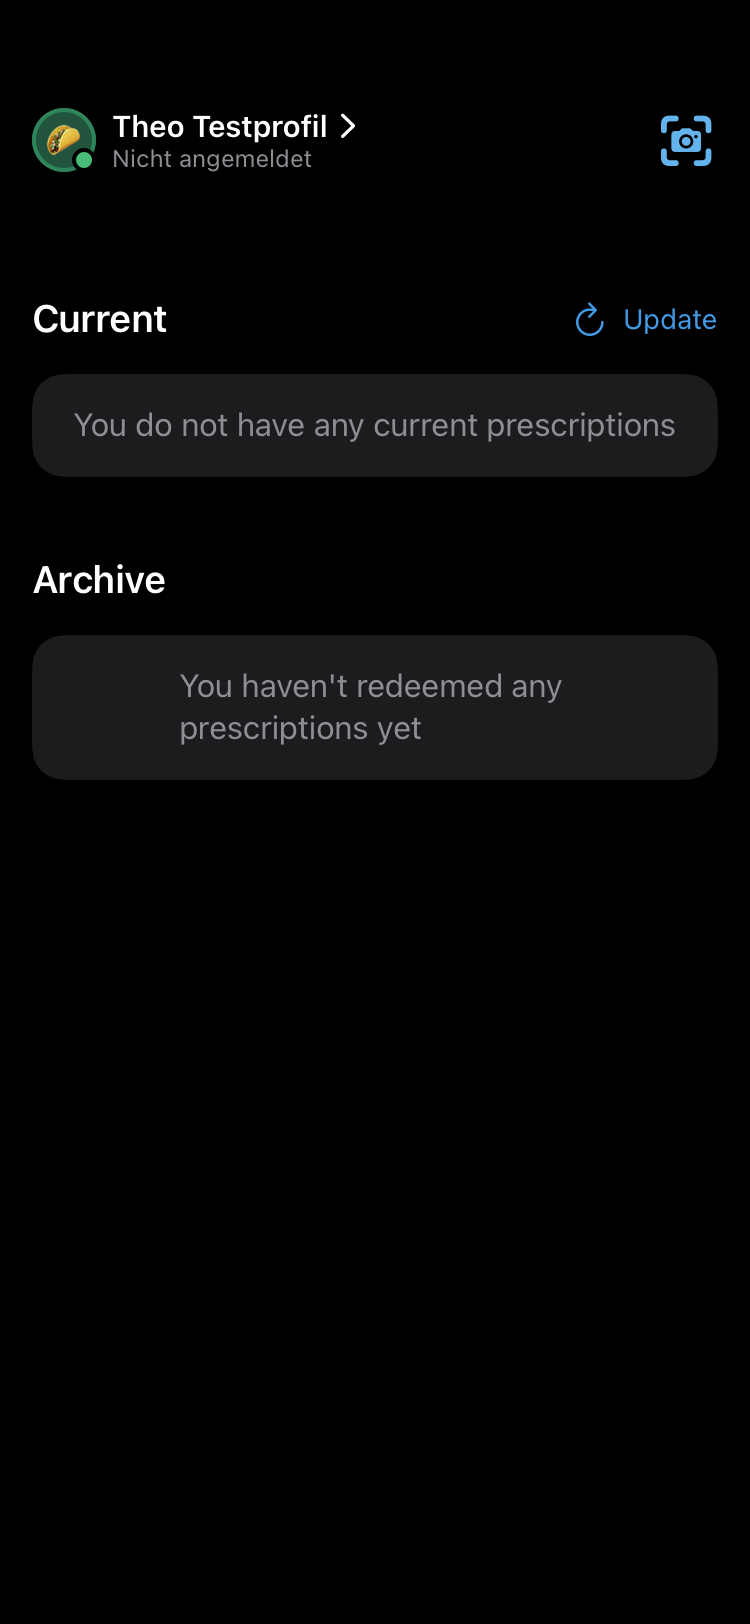 Theo Testprofil
Nicht angemeldet
Current
Update
You do not have any current prescriptions
Archive
You haven't redeemed any
prescriptions yet